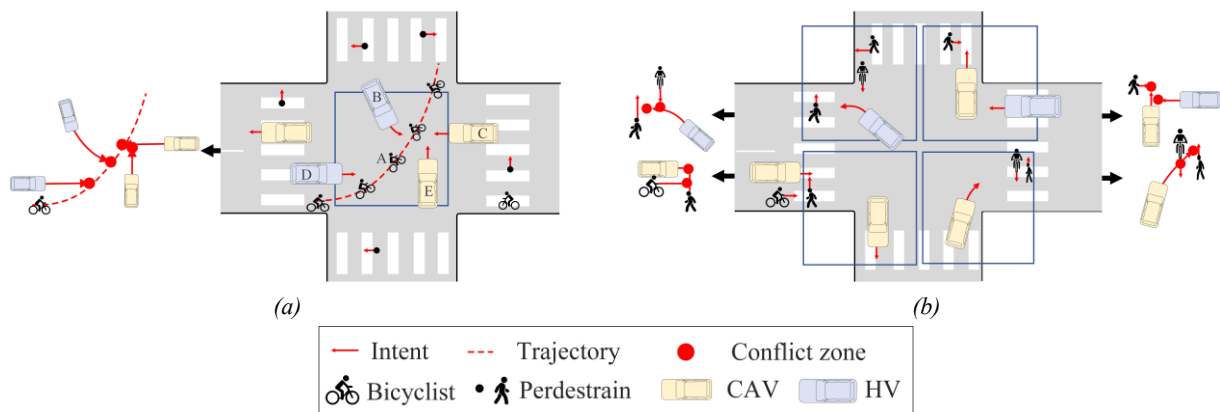 B
A
C
D
E
(a)
(b)
Intent
Trajectory
Conflict zone
Bicyclist
Perdestrain
CAV
HV